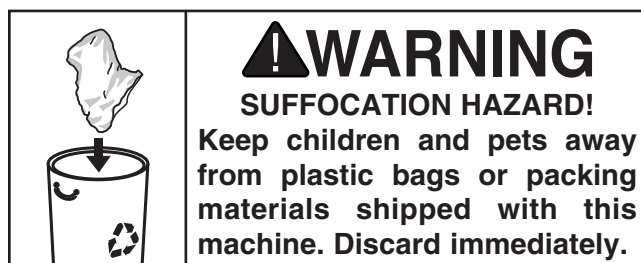 WARNING
SUFFOCATION HAZARD!
Keep children and pets away
from plastic bags or packing
materials shipped with this
machine. Discard immediately.